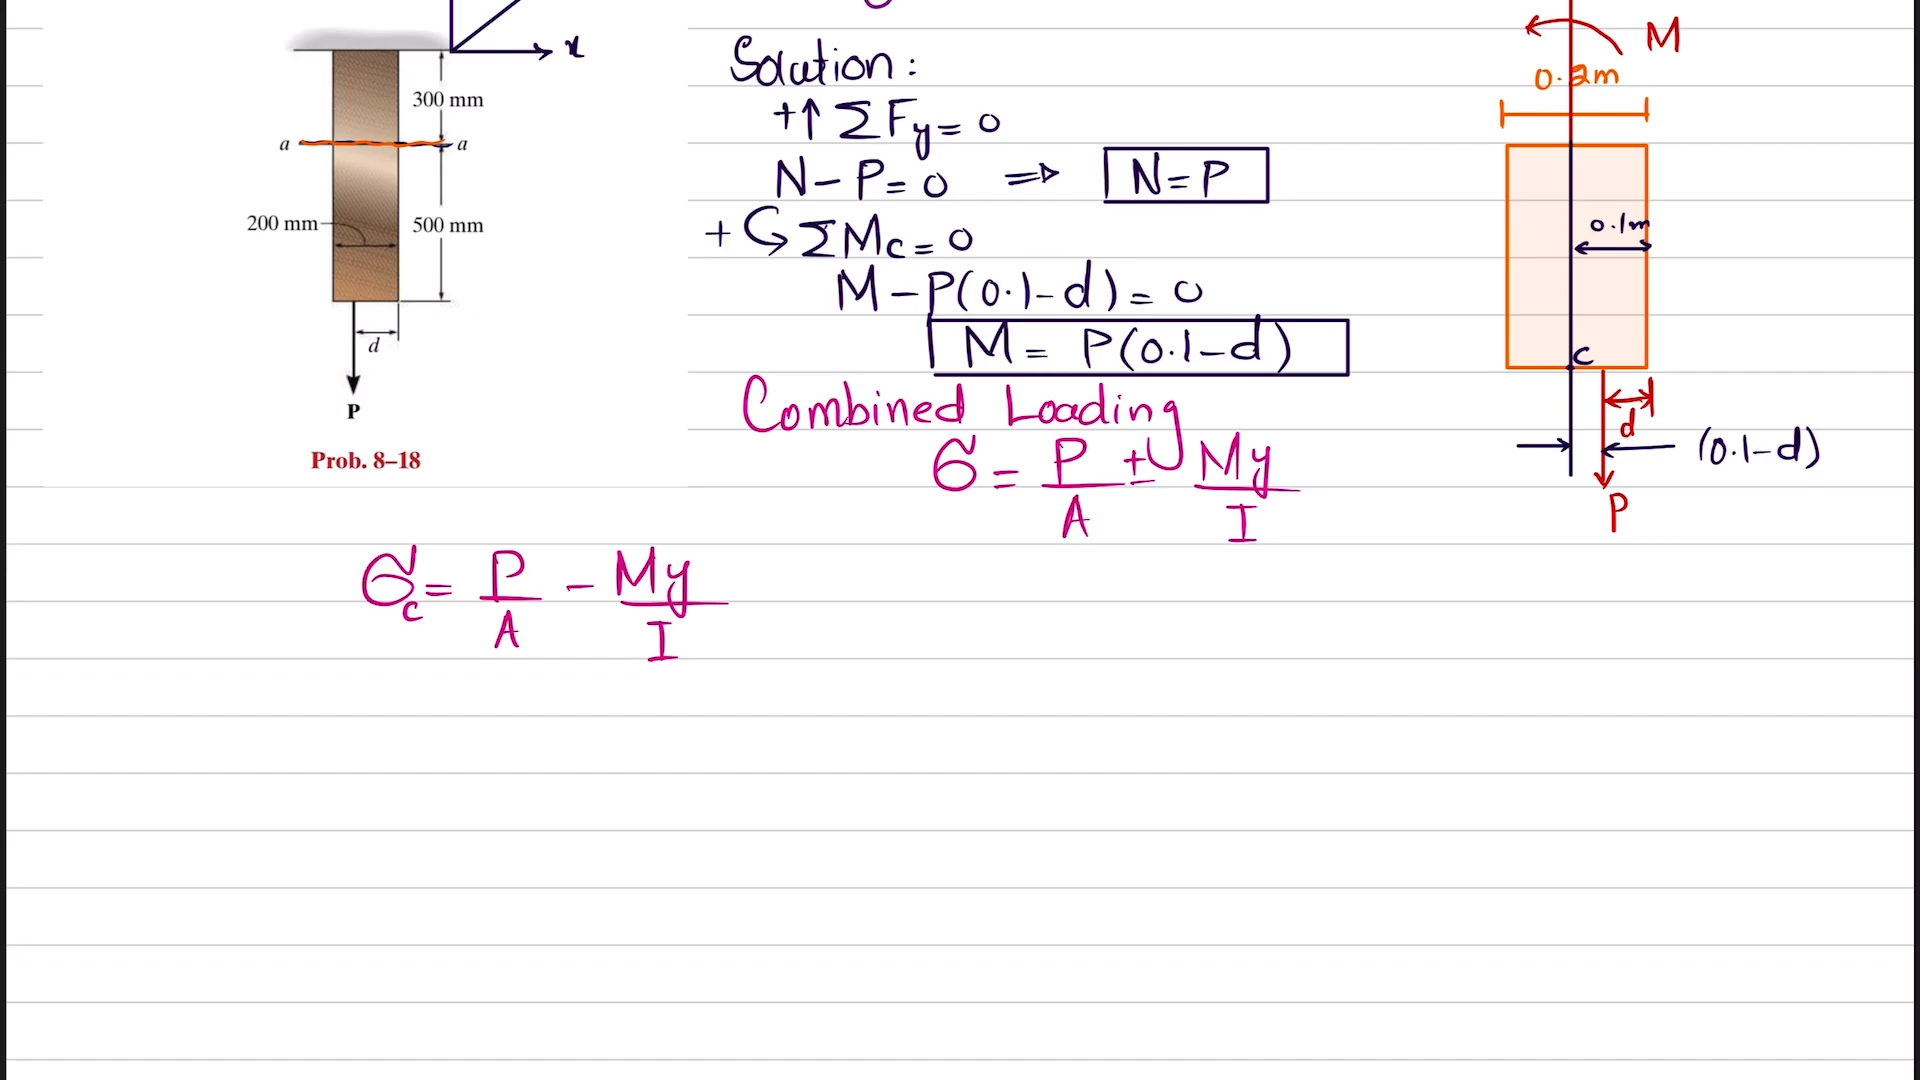 x
300 mm
a
a
200 mm
500 mm
d
P
Prob. 8–18
Solution:
+↑ ΣFy = 0
N – P = 0 ⇒ N = P
+ ↺ ΣMc = 0
M – P(0.1–d) = 0
M = P(0.1–d)
Combined Loading
σ = P/A ± My/I
σc = P/A – My/I
M
0.2m
0.1m
C
d
(0.1–d)
P